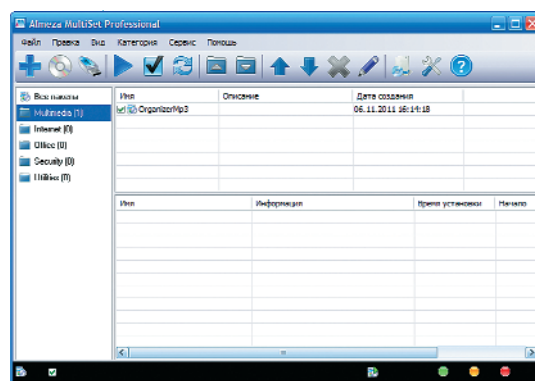 Almeza MultiSet Professional
Файл Правка Вид Категория Сервис Помощь
Все пакеты
Multimedia (1)
Internet (0)
Office (0)
Security (0)
Utilities (0)
Имя Описание Дата создания
OrganizerMp3 06.11.2011 16:14:18
Имя Информация Время установки Начало